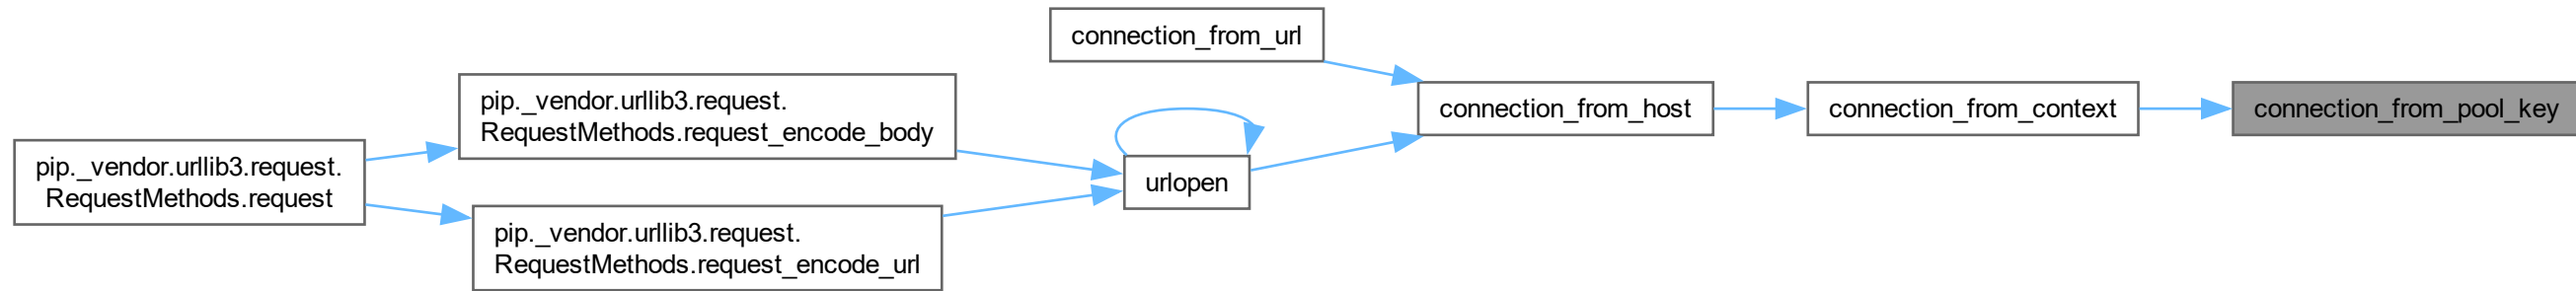 connection_from_url
pip._vendor.urllib3.request.
RequestMethods.request_encode_body
connection_from_host
connection_from_context
connection_from_pool_key
pip._vendor.urllib3.request.
RequestMethods.request
urlopen
pip._vendor.urllib3.request.
RequestMethods.request_encode_url